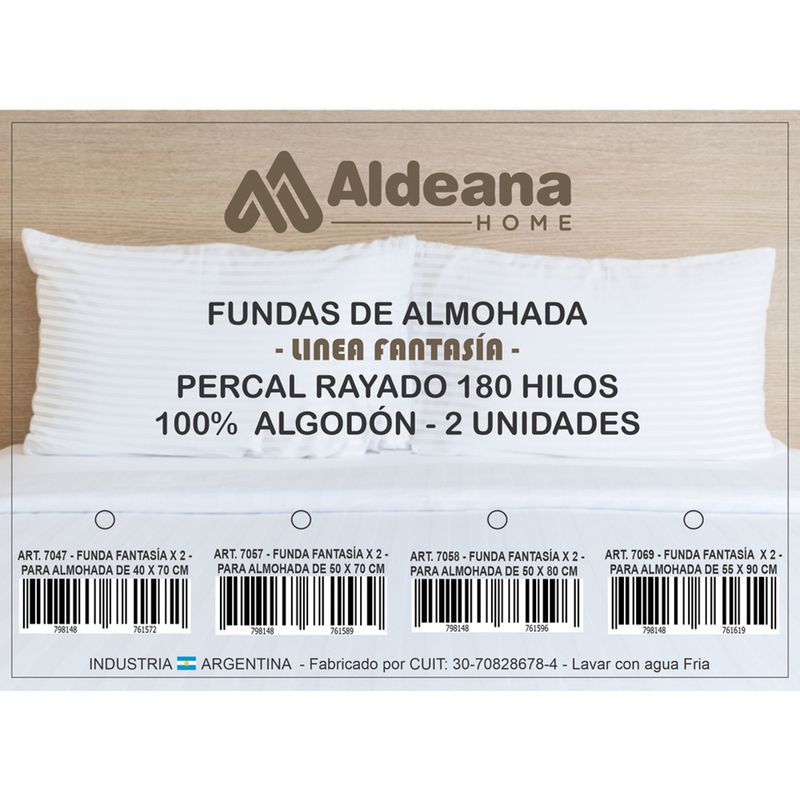 Aldeana
HOME
FUNDAS DE ALMOHADA
- LINEA FANTASÍA -
PERCAL RAYADO 180 HILOS
100% ALGODÓN - 2 UNIDADES
ART. 7047 - FUNDA FANTASÍA X 2 -
PARA ALMOHADA DE 40 X 70 CM
798148 761572
ART. 7057 - FUNDA FANTASÍA X 2 -
PARA ALMOHADA DE 50 X 70 CM
798148 761589
ART. 7058 - FUNDA FANTASÍA X 2 -
PARA ALMOHADA DE 50 X 80 CM
798148 761596
ART. 7069 - FUNDA FANTASÍA X 2 -
PARA ALMOHADA DE 55 X 90 CM
798148 761619
INDUSTRIA ARGENTINA - Fabricado por CUIT: 30-70828678-4 - Lavar con agua Fria